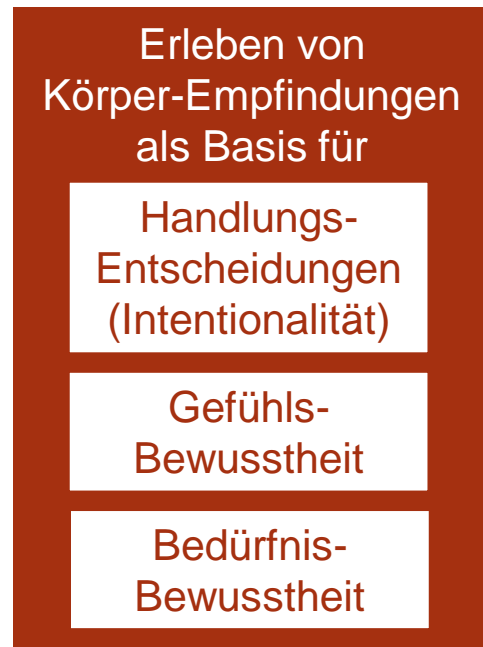 Erleben von
Körper-Empfindungen
als Basis für
Handlungs-
Entscheidungen
(Intentionalität)
Gefühls-
Bewusstheit
Bedürfnis-
Bewusstheit